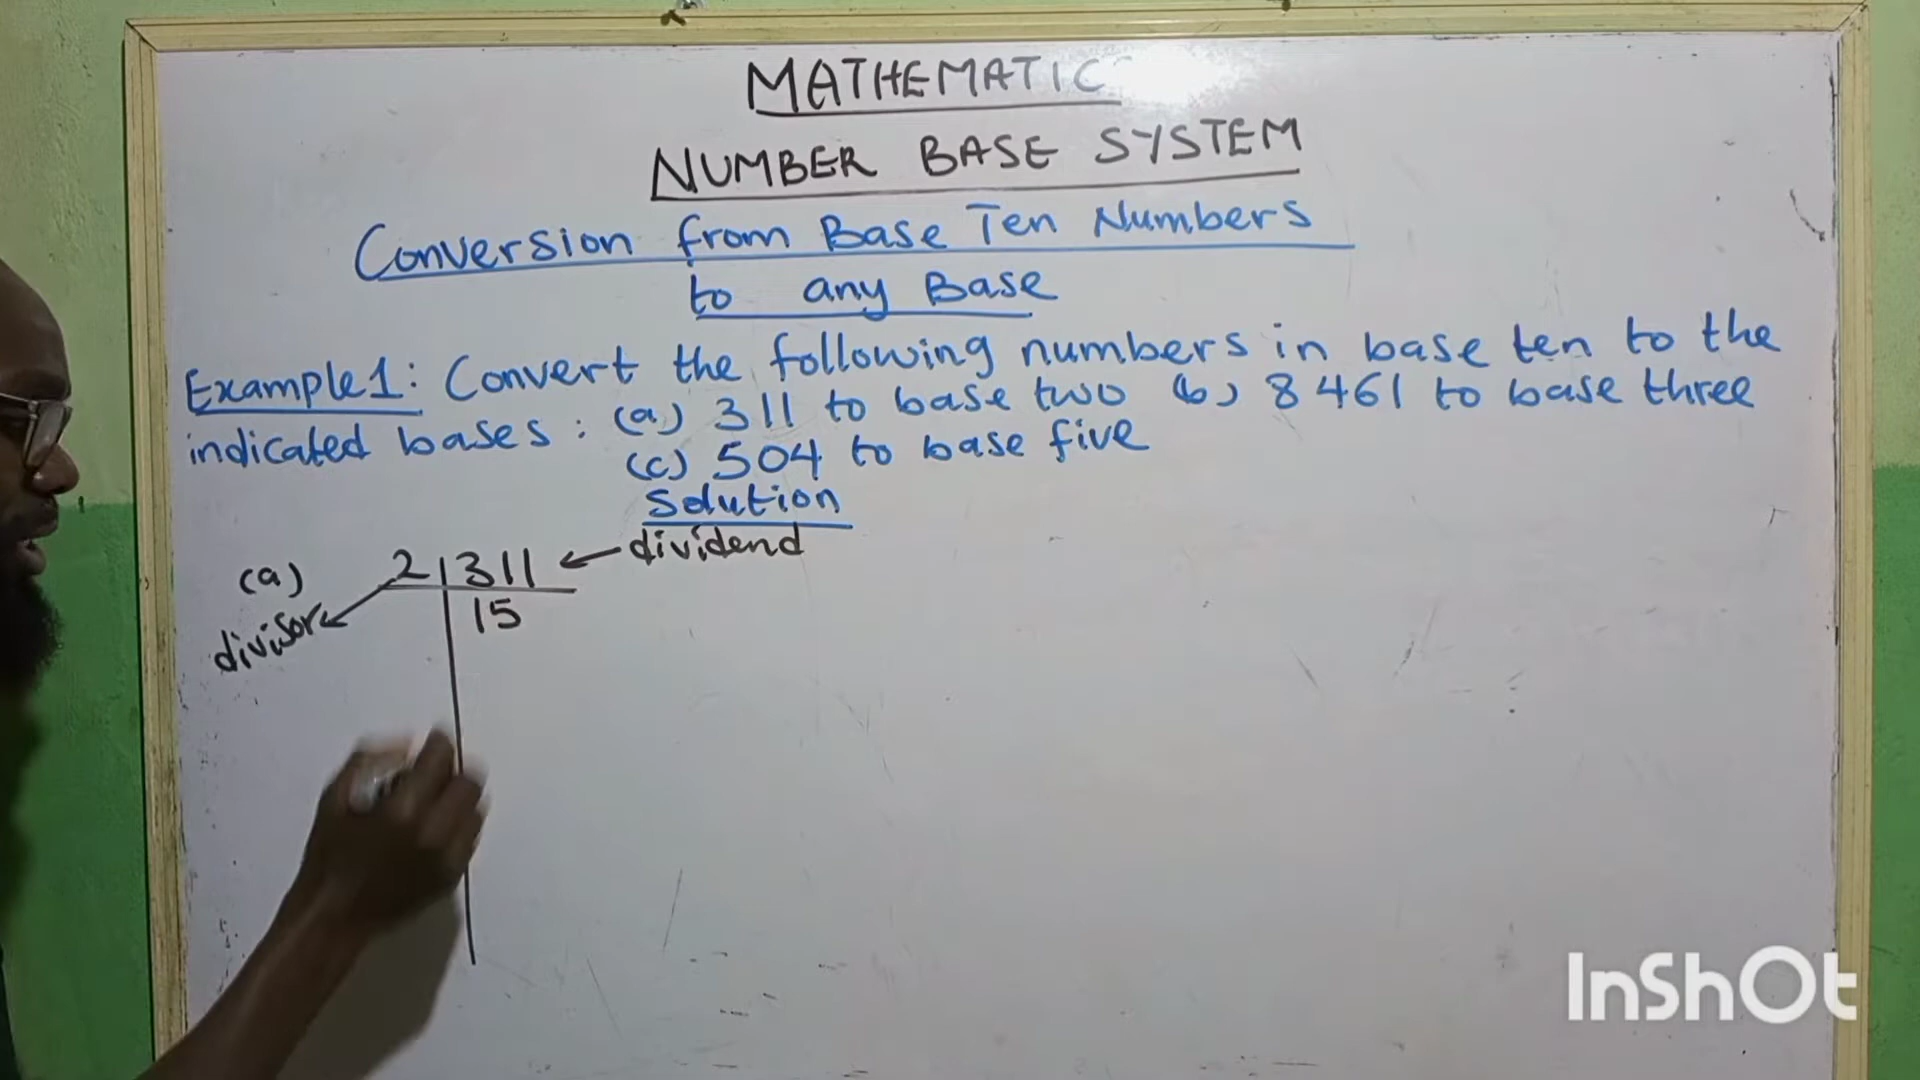 MATHEMATIC
NUMBER BASE SYSTEM
Conversion from Base Ten Numbers
to any Base
Example 1: Convert the following numbers in base ten to the
indicated bases: (a) 311 to base two (b) 8461 to base three
(c) 504 to base five
Solution
(a) 2 311 ← dividend
divisor 15
InShOt